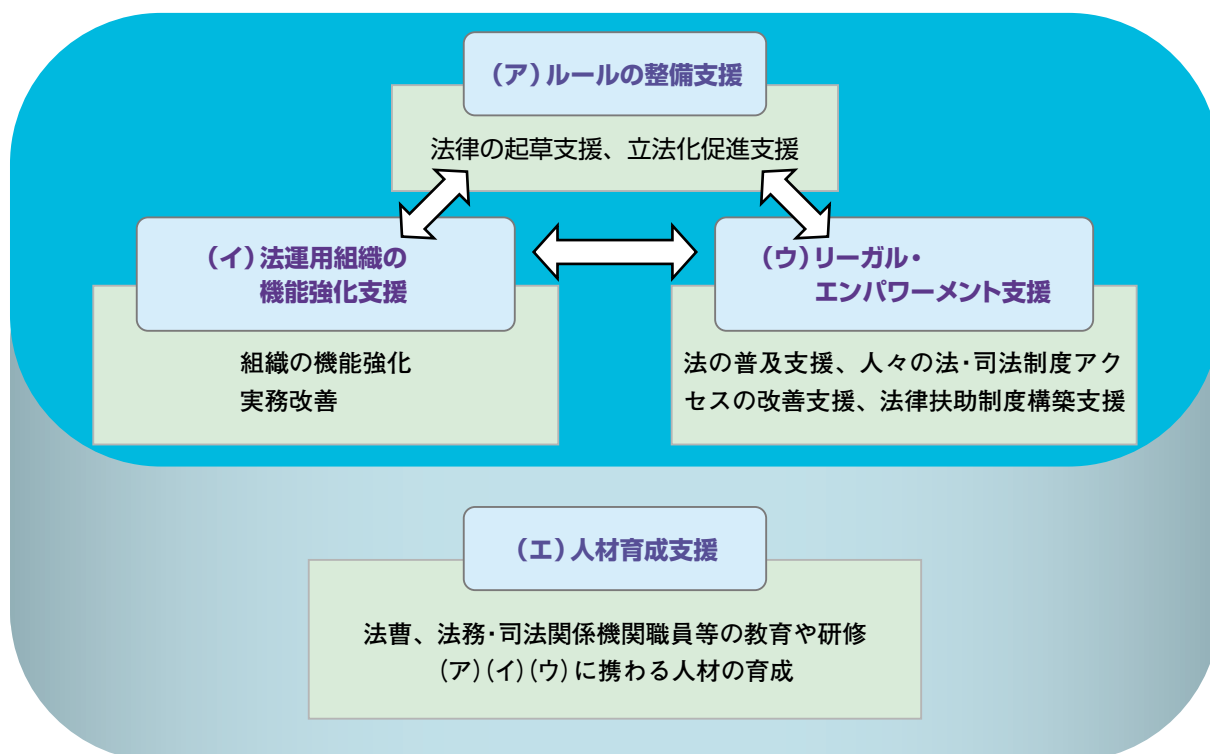 (ア)ルールの整備支援
法律の起草支援、立法化促進支援
(イ)法運用組織の
機能強化支援
組織の機能強化
実務改善
(ウ)リーガル・
エンパワーメント支援
法の普及支援、人々の法・司法制度アク
セスの改善支援、法律扶助制度構築支援
(エ)人材育成支援
法曹、法務・司法関係機関職員等の教育や研修
(ア)(イ)(ウ)に携わる人材の育成